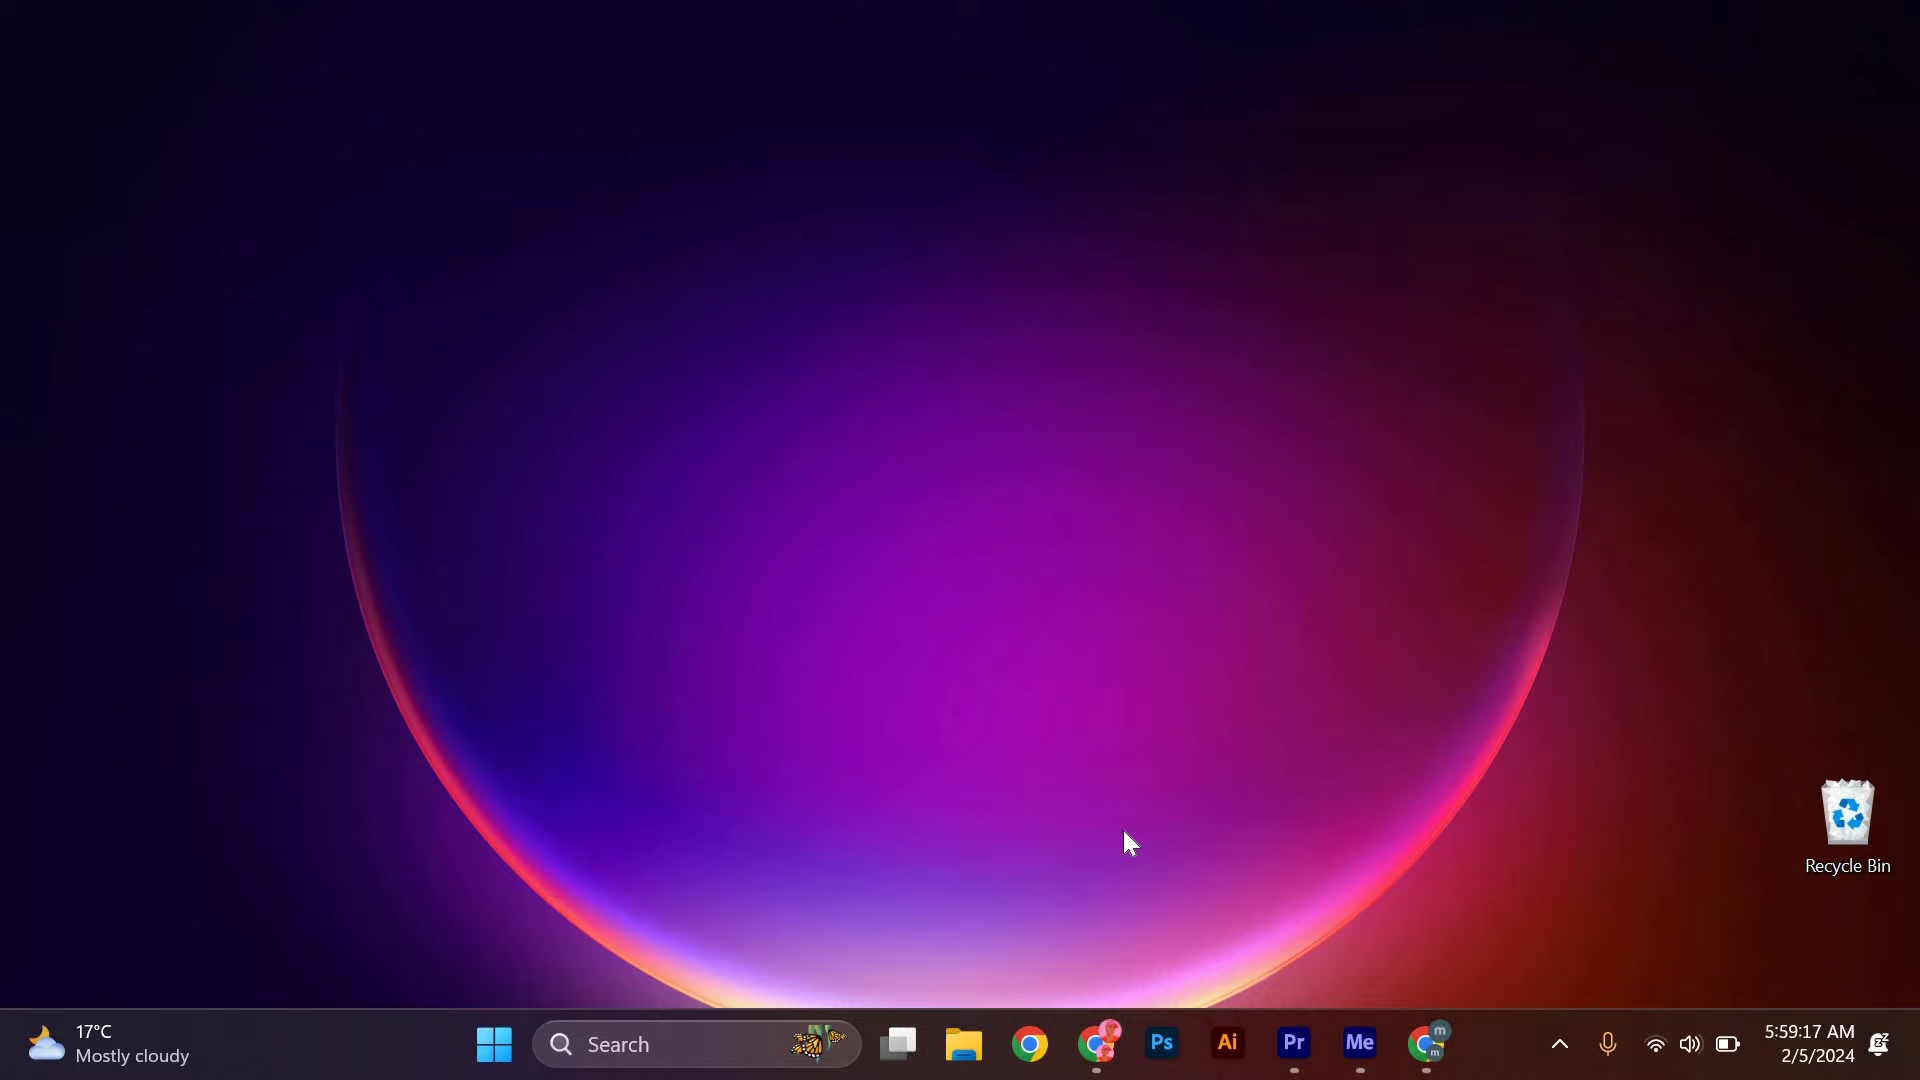 Recycle Bin
17°C
Mostly cloudy
Search
Ps
Ai
Pr
Me
m
m
5:59:17 AM
2/5/2024